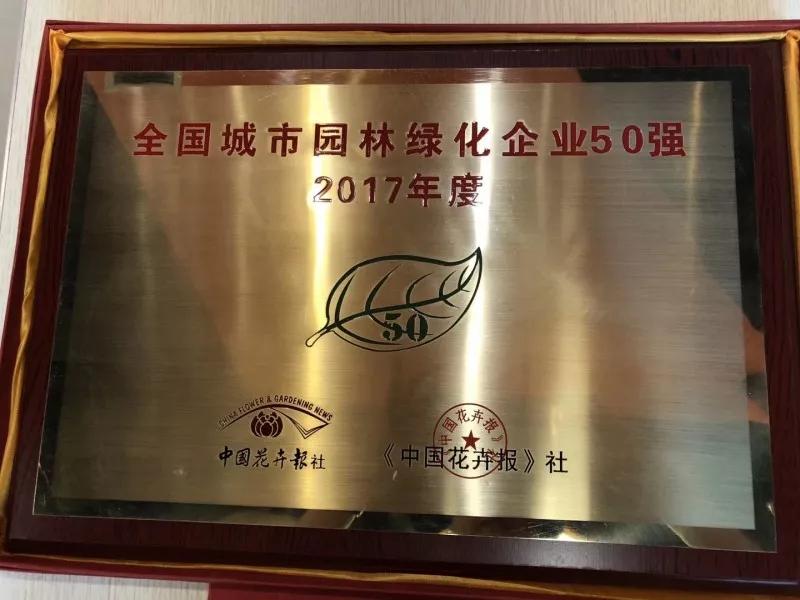 全国城市园林绿化企业50强
2017年度
50
CHINA FLOWER & GARDENING NEWS
中国花卉報社
《中国花卉报》社
《中国花卉报》社